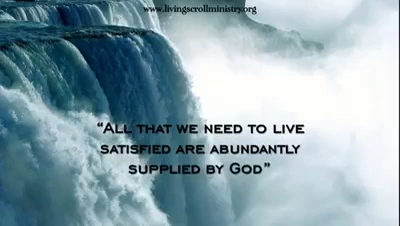 www.livingscrollministry.org
“All that we need to live
satisfied are abundantly
supplied by God”